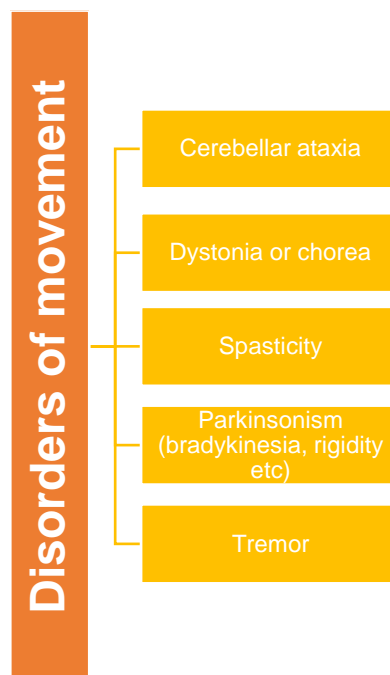 Disorders of movement
Cerebellar ataxia
Dystonia or chorea
Spasticity
Parkinsonism
(bradykinesia, rigidity
etc)
Tremor